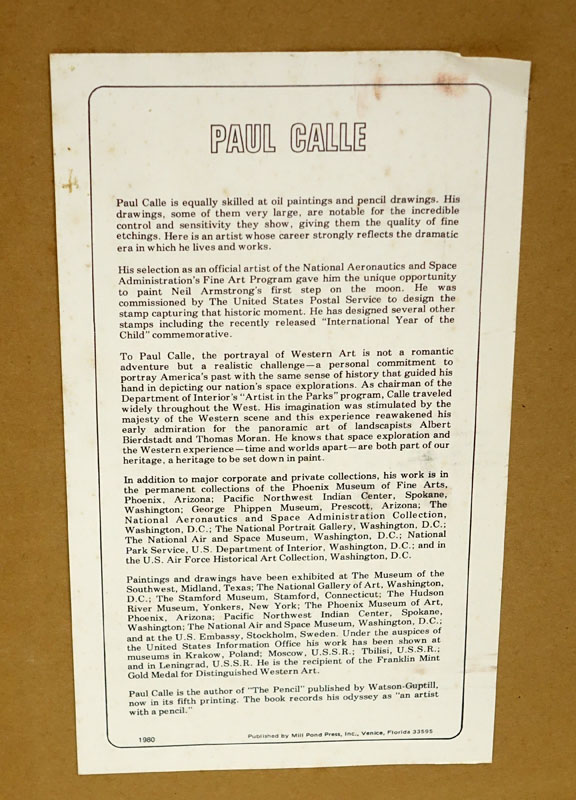 PAUL CALLE
Paul Calle is equally skilled at oil paintings and pencil drawings. His
drawings, some of them very large, are notable for the incredible
control and sensitivity they show, giving them the quality of fine
etchings. Here is an artist whose career strongly reflects the dramatic
era in which he lives and works.
His selection as an official artist of the National Aeronautics and Space
Administration's Fine Art Program gave him the unique opportunity
to paint Neil Armstrong's first step on the moon. He was
commissioned by The United States Postal Service to design the
stamp capturing that historic moment. He has designed several other
stamps including the recently released "International Year of the
Child" commemorative.
To Paul Calle, the portrayal of Western Art is not a romantic
adventure but a realistic challenge—a personal commitment to
portray America's past with the same sense of history that guided his
hand in depicting our nation's space explorations. As chairman of the
Department of Interior's "Artist in the Parks" program, Calle traveled
widely throughout the West. His imagination was stimulated by the
majesty of the Western scene and this experience reawakened his
early admiration for the panoramic art of landscapists Albert
Bierdstadt and Thomas Moran. He knows that space exploration and
the Western experience—time and worlds apart—are both part of our
heritage, a heritage to be set down in paint.
In addition to major corporate and private collections, his work is in
the permanent collections of the Phoenix Museum of Fine Arts,
Phoenix, Arizona; Pacific Northwest Indian Center, Spokane,
Washington; George Phippen Museum, Prescott, Arizona; The
National Aeronautics and Space Administration Collection,
Washington, D.C.; The National Portrait Gallery, Washington, D.C.;
The National Air and Space Museum, Washington, D.C.; National
Park Service, U.S. Department of Interior, Washington, D.C.; and in
the U.S. Air Force Historical Art Collection, Washington, D.C.
Paintings and drawings have been exhibited at The Museum of the
Southwest, Midland, Texas; The National Gallery of Art, Washington,
D.C.; The Stamford Museum, Stamford, Connecticut; The Hudson
River Museum, Yonkers, New York; The Phoenix Museum of Art,
Phoenix, Arizona; Pacific Northwest Indian Center, Spokane,
Washington; The National Air and Space Museum, Washington, D.C.;
and at the U.S. Embassy, Stockholm, Sweden. Under the auspices of
the United States Information Office his work has been shown at
museums in Krakow, Poland; Moscow, U.S.S.R.; Tbilisi, U.S.S.R.;
and in Leningrad, U.S.S.R. He is the recipient of the Franklin Mint
Gold Medal for Distinguished Western Art.
Paul Calle is the author of "The Pencil" published by Watson-Guptill,
now in its fifth printing. The book records his odyssey as "an artist
with a pencil."
1980 Published by Mill Pond Press, Inc., Venice, Florida 33595